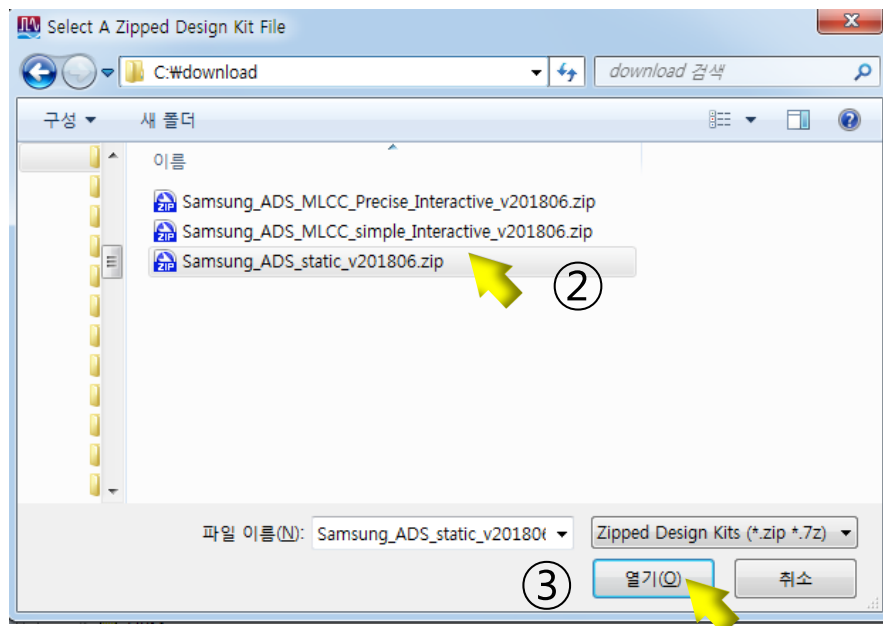 Select A Zipped Design Kit File
C:₩download
download 검색
구성
새 폴더
이름
Samsung_ADS_MLCC_Precise_Interactive_v201806.zip
Samsung_ADS_MLCC_simple_Interactive_v201806.zip
Samsung_ADS_static_v201806.zip
②
파일 이름(N):
Samsung_ADS_static_v20180
Zipped Design Kits (*.zip *.7z)
③
열기(O)
취소